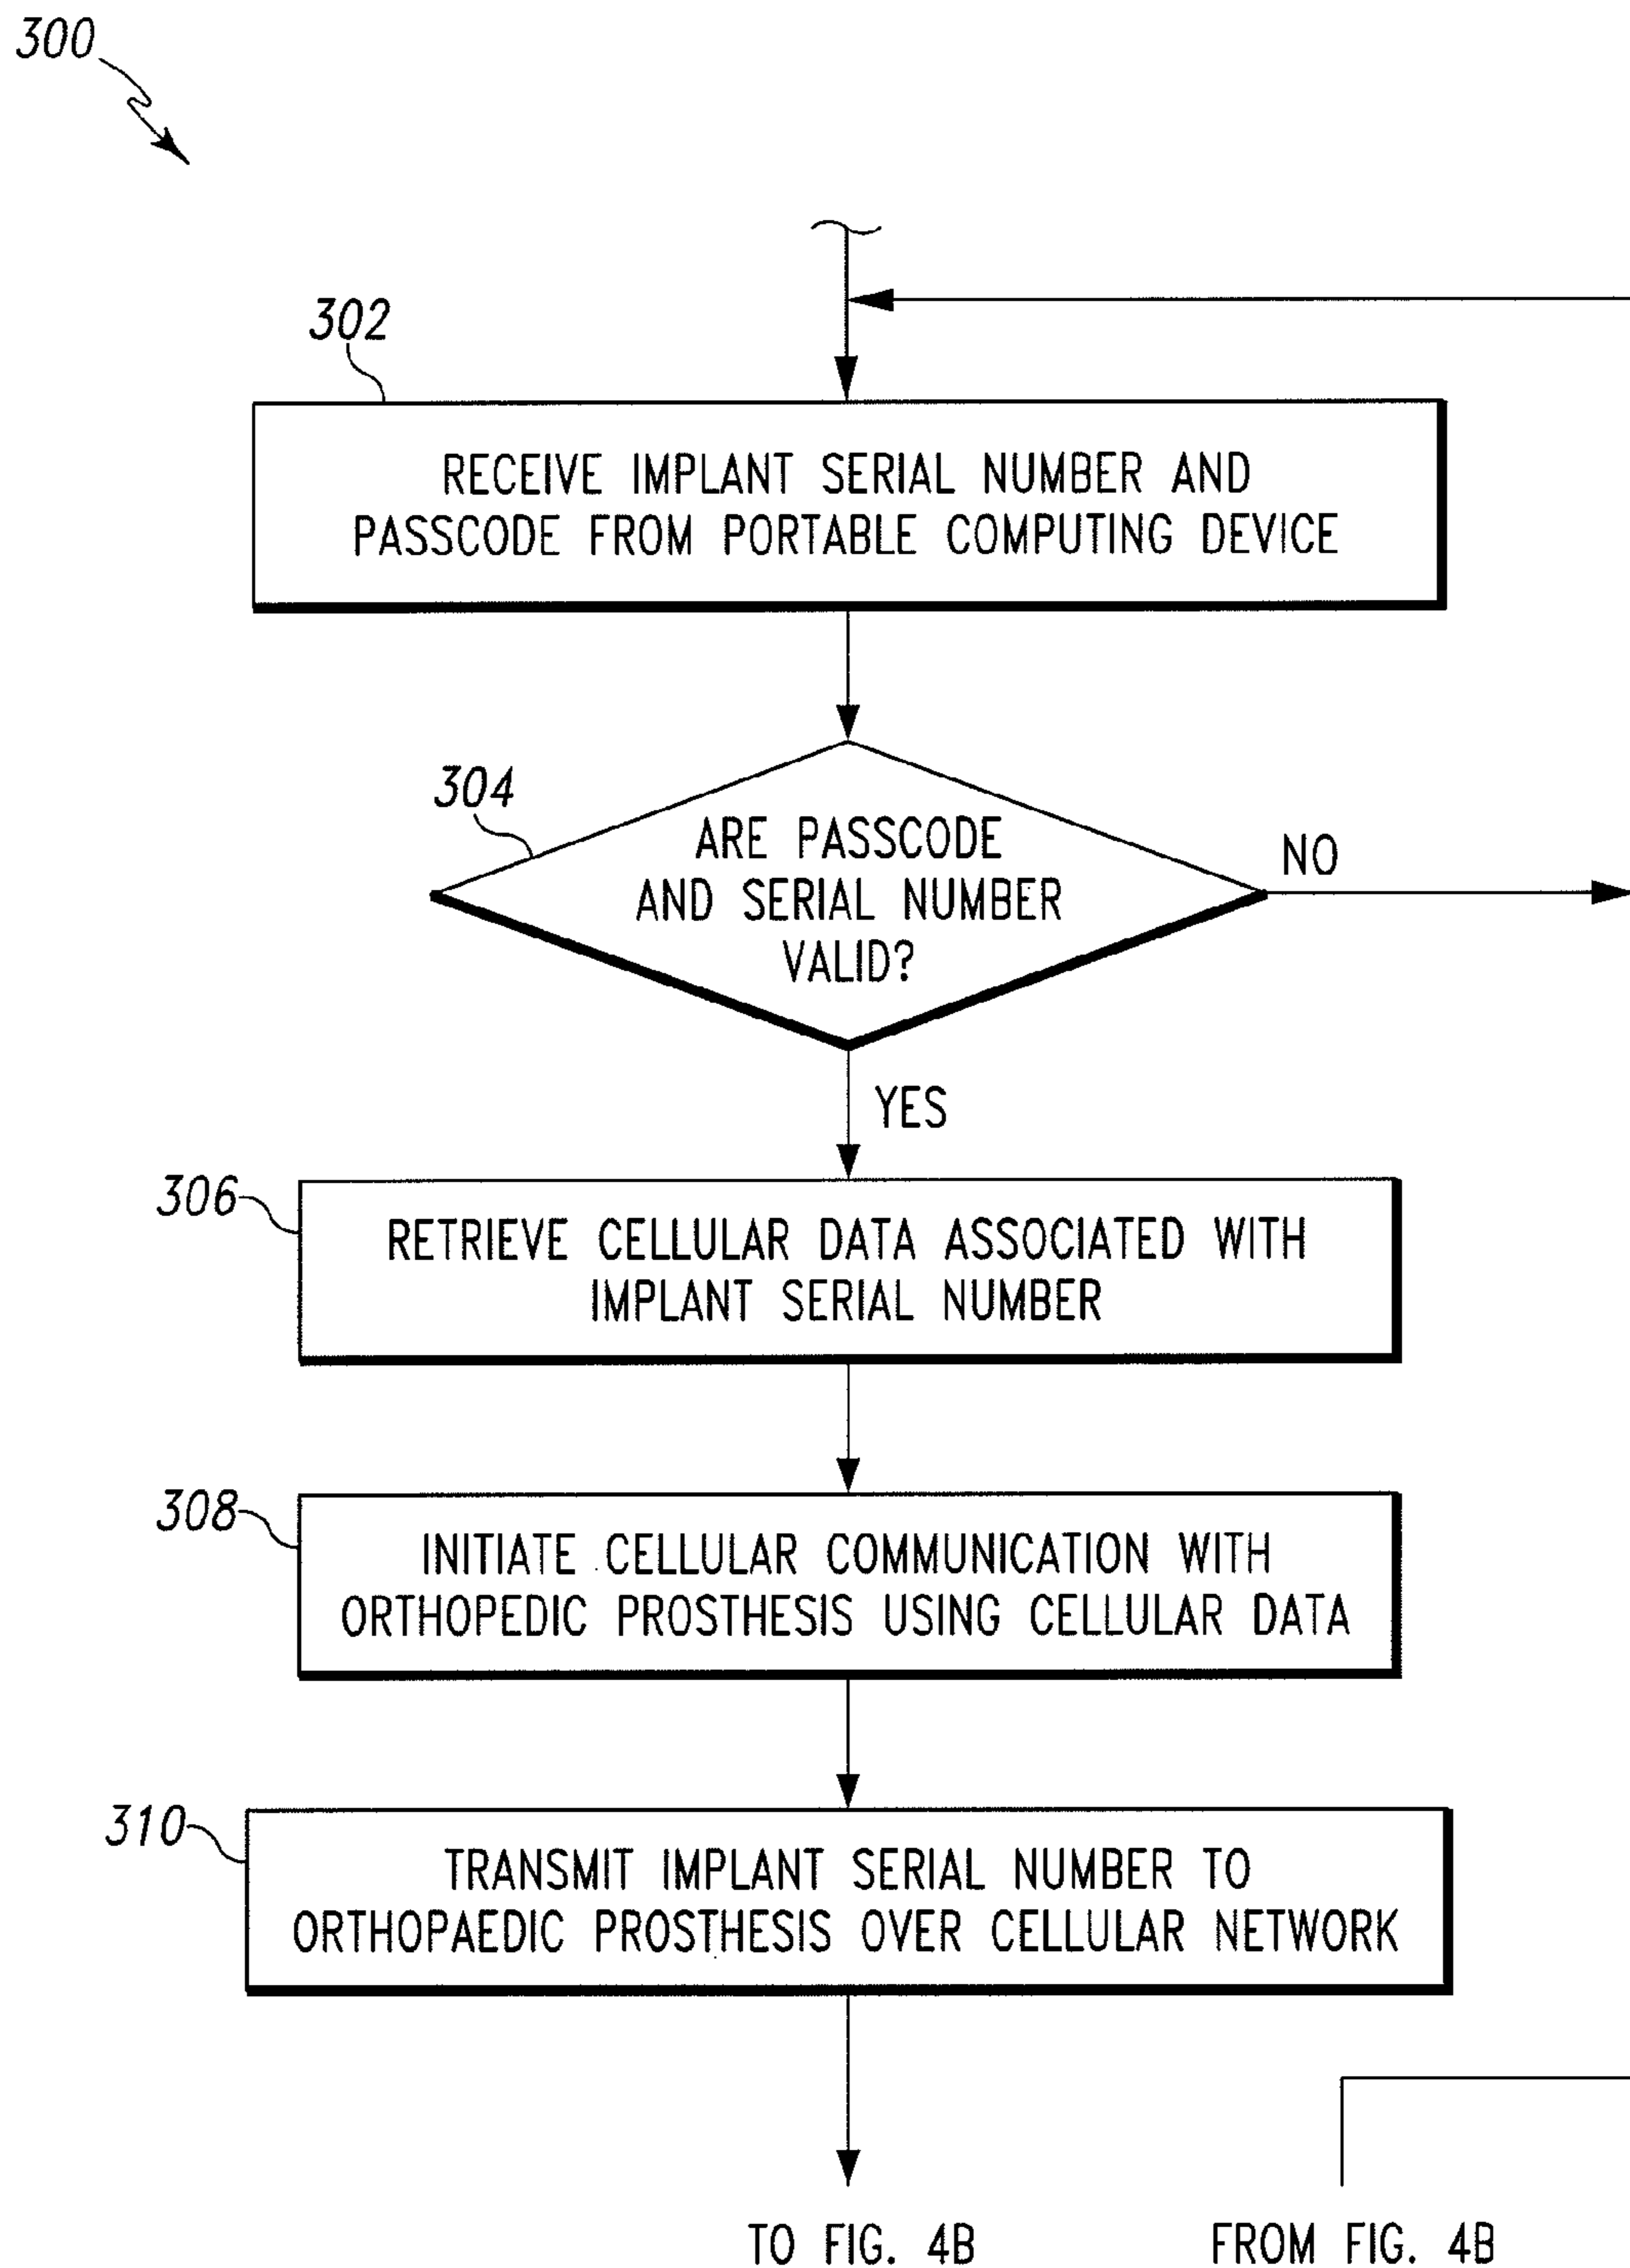 300
302
RECEIVE IMPLANT SERIAL NUMBER AND
PASSCODE FROM PORTABLE COMPUTING DEVICE
304
ARE PASSCODE
AND SERIAL NUMBER
VALID?
NO
YES
306
RETRIEVE CELLULAR DATA ASSOCIATED WITH
IMPLANT SERIAL NUMBER
308
INITIATE CELLULAR COMMUNICATION WITH
ORTHOPEDIC PROSTHESIS USING CELLULAR DATA
310
TRANSMIT IMPLANT SERIAL NUMBER TO
ORTHOPAEDIC PROSTHESIS OVER CELLULAR NETWORK
TO FIG. 4B
FROM FIG. 4B